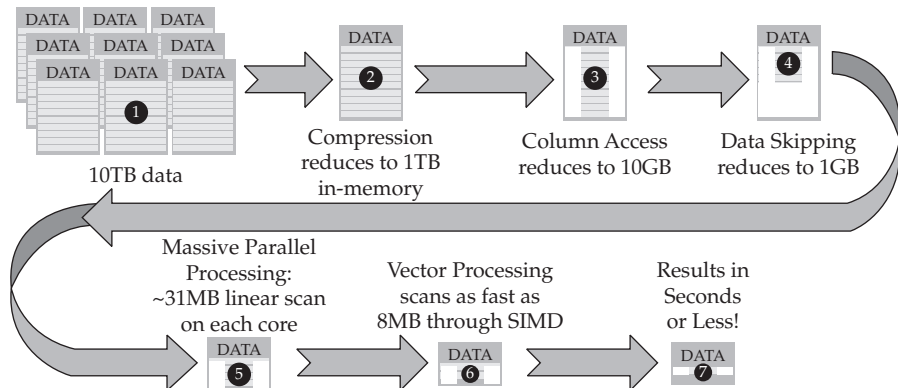 DATA DATA DATA
DATA DATA DATA
DATA DATA DATA
1
10TB data
DATA
2
Compression
reduces to 1TB
in-memory
DATA
3
Column Access
reduces to 10GB
DATA
4
Data Skipping
reduces to 1GB
Massive Parallel
Processing:
~31MB linear scan
on each core
DATA
5
Vector Processing
scans as fast as
8MB through SIMD
DATA
6
Results in
Seconds
or Less!
DATA
7